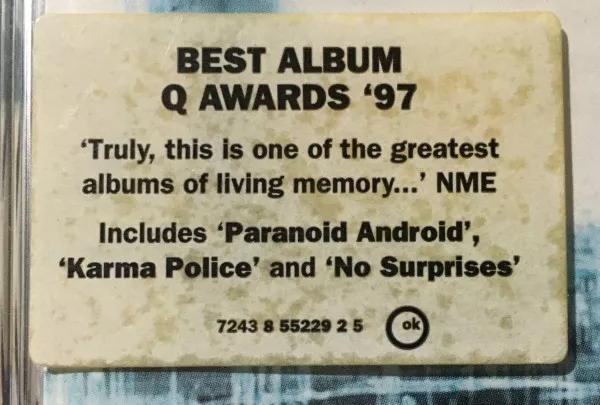 BEST ALBUM
Q AWARDS ‘97
‘Truly, this is one of the greatest
albums of living memory...’ NME
Includes ‘Paranoid Android’,
‘Karma Police’ and ‘No Surprises’
7243 8 55229 2 5 ok